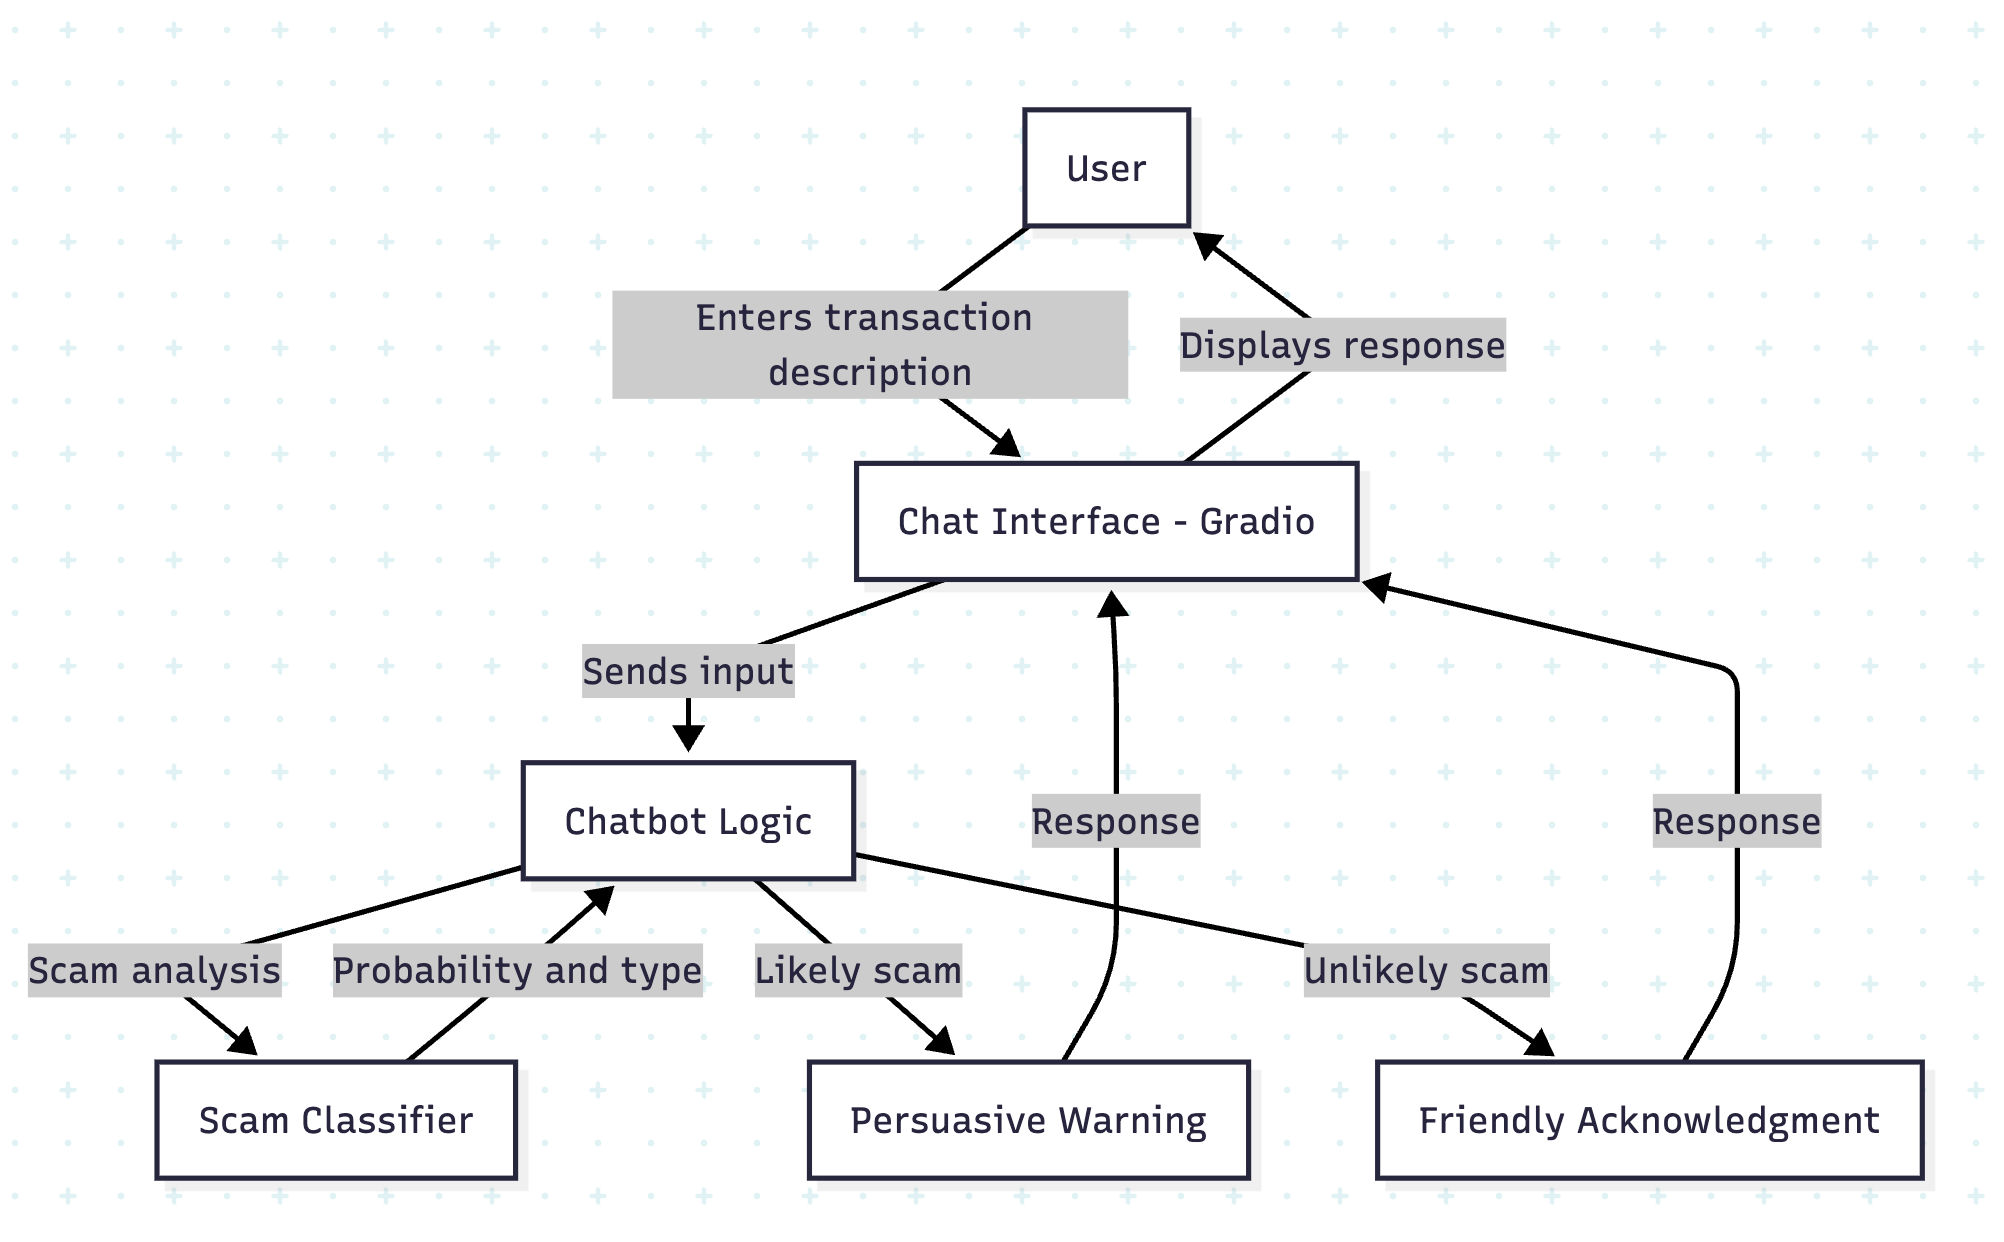 User
Enters transaction
description
Displays response
Chat Interface - Gradio
Sends input
Chatbot Logic
Response
Response
Scam analysis
Probability and type
Likely scam
Unlikely scam
Scam Classifier
Persuasive Warning
Friendly Acknowledgment